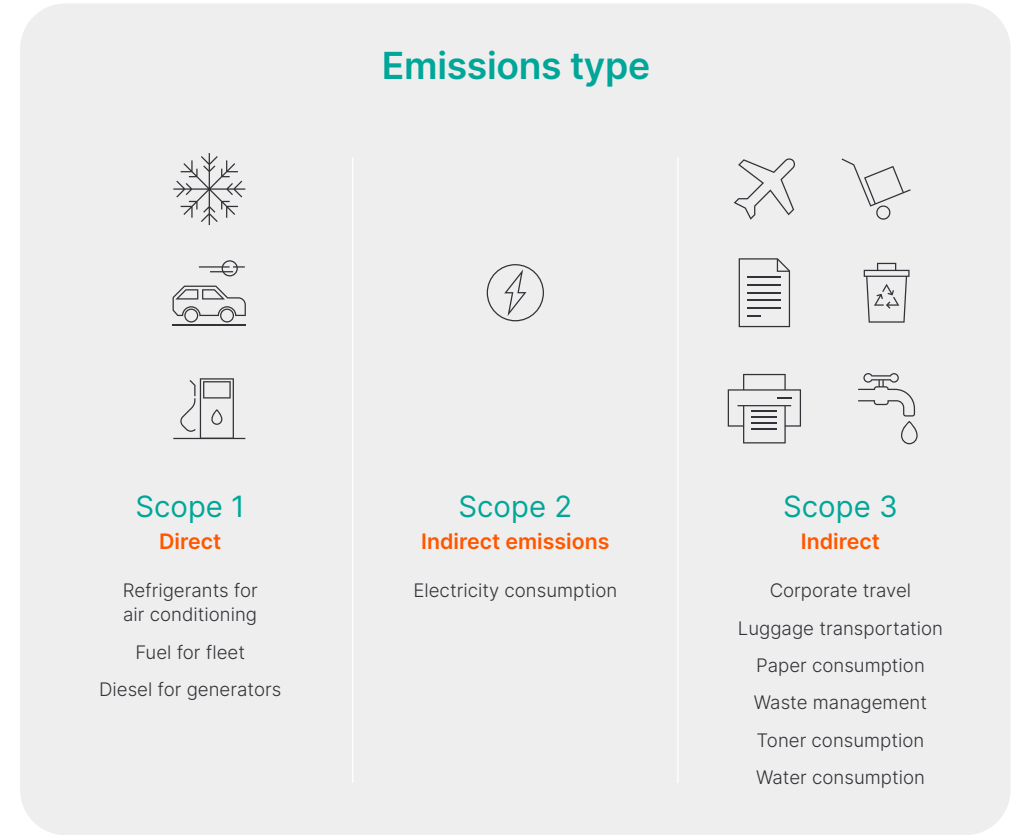 Emissions type
Scope 1
Direct
Refrigerants for
air conditioning
Fuel for fleet
Diesel for generators
Scope 2
Indirect emissions
Electricity consumption
Scope 3
Indirect
Corporate travel
Luggage transportation
Paper consumption
Waste management
Toner consumption
Water consumption